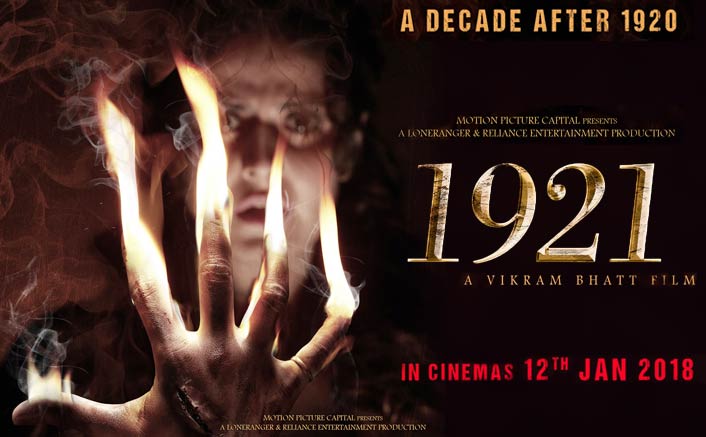 A DECADE AFTER 1920
MOTION PICTURE CAPITAL PRESENTS
A LONERANGER & RELIANCE ENTERTAINMENT PRODUCTION
1921
A VIKRAM BHATT FILM
IN CINEMAS 12TH JAN 2018
MOTION PICTURE CAPITAL PRESENTS
A LONERANGER & RELIANCE ENTERTAINMENT PRODUCTION